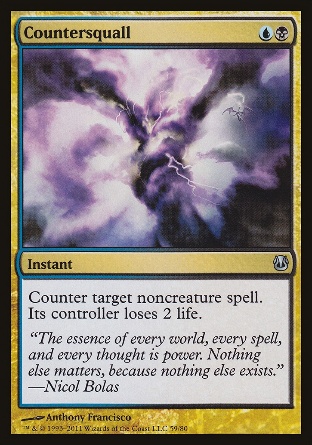 Countersquall
Instant
Counter target noncreature spell.
Its controller loses 2 life.
“The essence of every world, every spell,
and every thought is power. Nothing
else matters, because nothing else exists.”
—Nicol Bolas
Anthony Francisco
™ & © 1993–2011 Wizards of the Coast LLC 59/80